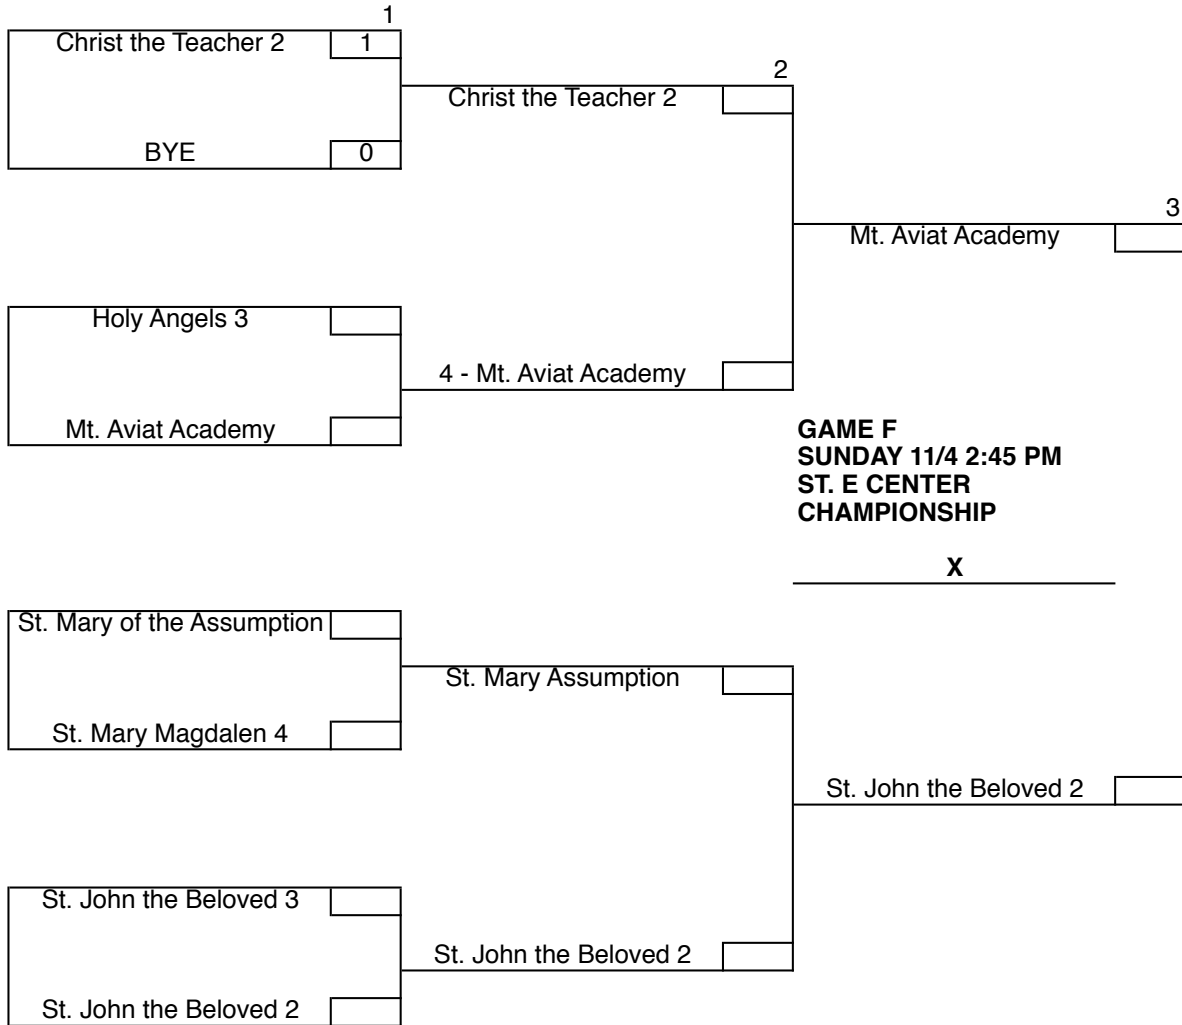 1
Christ the Teacher 2
1
2
Christ the Teacher 2
BYE
0
3
Mt. Aviat Academy
Holy Angels 3
4 - Mt. Aviat Academy
Mt. Aviat Academy
GAME F
SUNDAY 11/4 2:45 PM
ST. E CENTER
CHAMPIONSHIP
X
St. Mary of the Assumption
St. Mary Assumption
St. Mary Magdalen 4
St. John the Beloved 2
St. John the Beloved 3
St. John the Beloved 2
St. John the Beloved 2